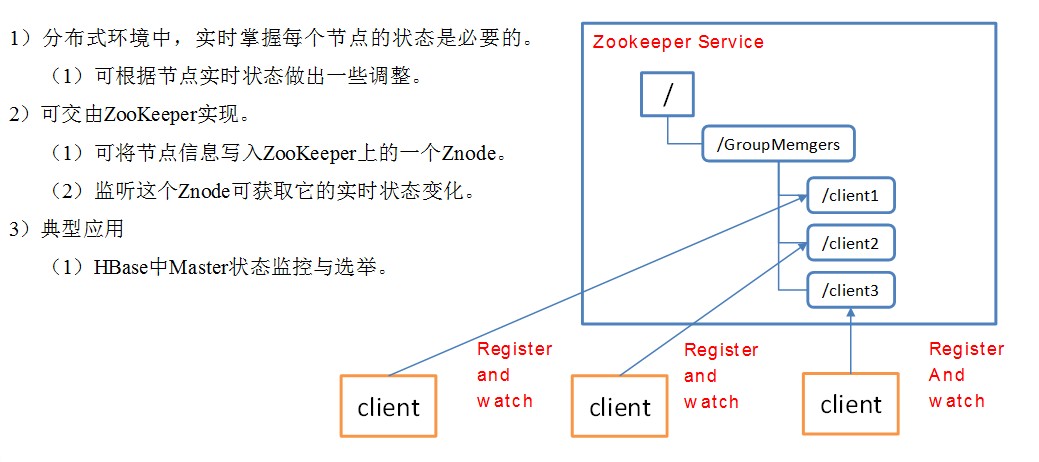 1）分布式环境中，实时掌握每个节点的状态是必要的。
（1）可根据节点实时状态做出一些调整。
2）可交由ZooKeeper实现。
（1）可将节点信息写入ZooKeeper上的一个Znode。
（2）监听这个Znode可获取它的实时状态变化。
3）典型应用
（1）HBase中Master状态监控与选举。
Zookeeper Service
/
/GroupMemgers
/client1
/client2
/client3
Register
and
watch
Register
and
watch
Register
And
watch
client
client
client